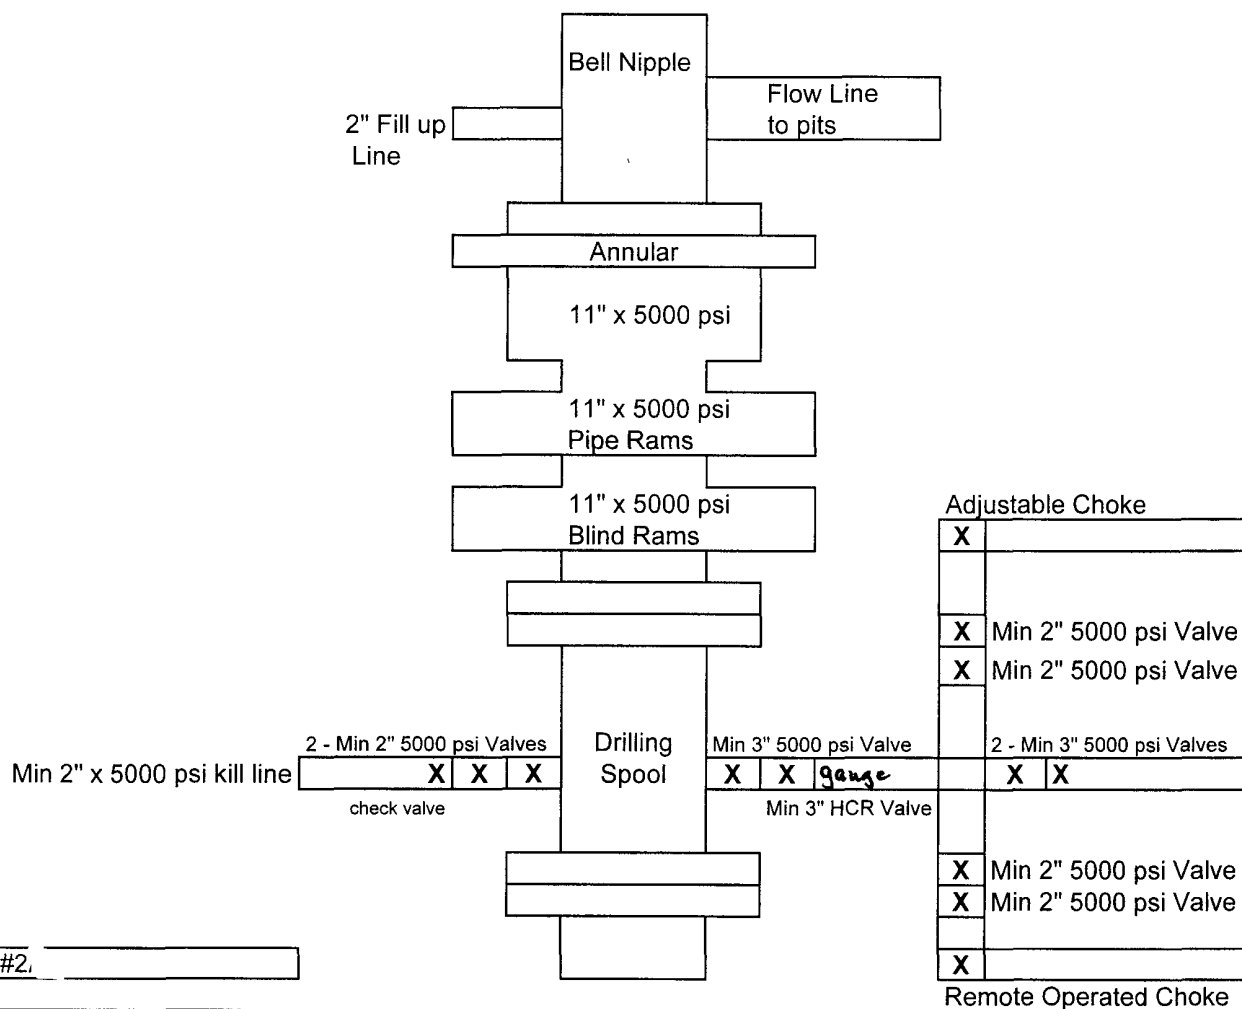 Bell Nipple
Flow Line
to pits
2" Fill up
Line
Annular
11" x 5000 psi
11" x 5000 psi
Pipe Rams
11" x 5000 psi
Blind Rams
Adjustable Choke
X
X Min 2" 5000 psi Valve
X Min 2" 5000 psi Valve
2 - Min 2" 5000 psi Valves
Drilling
Spool
Min 3" 5000 psi Valve
2 - Min 3" 5000 psi Valves
Min 2" x 5000 psi kill line
X X X
X X gauge
X X
check valve
Min 3" HCR Valve
X Min 2" 5000 psi Valve
X Min 2" 5000 psi Valve
#2
X
Remote Operated Choke